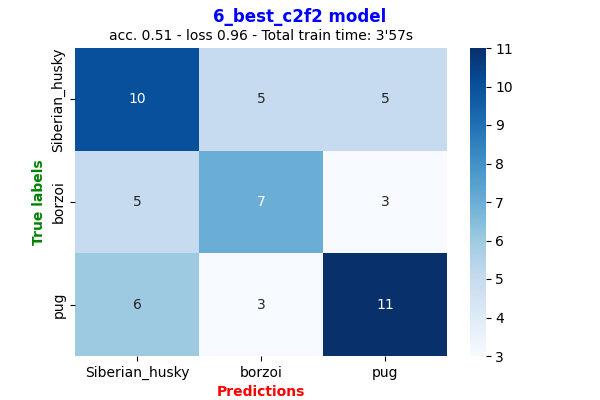 6_best_c2f2 model
acc. 0.51 - loss 0.96 - Total train time: 3'57s
True labels
Siberian_husky
10 5 5
borzoi
5 7 3
pug
6 3 11
Siberian_husky borzoi pug
Predictions
11
10
9
8
7
6
5
4
3